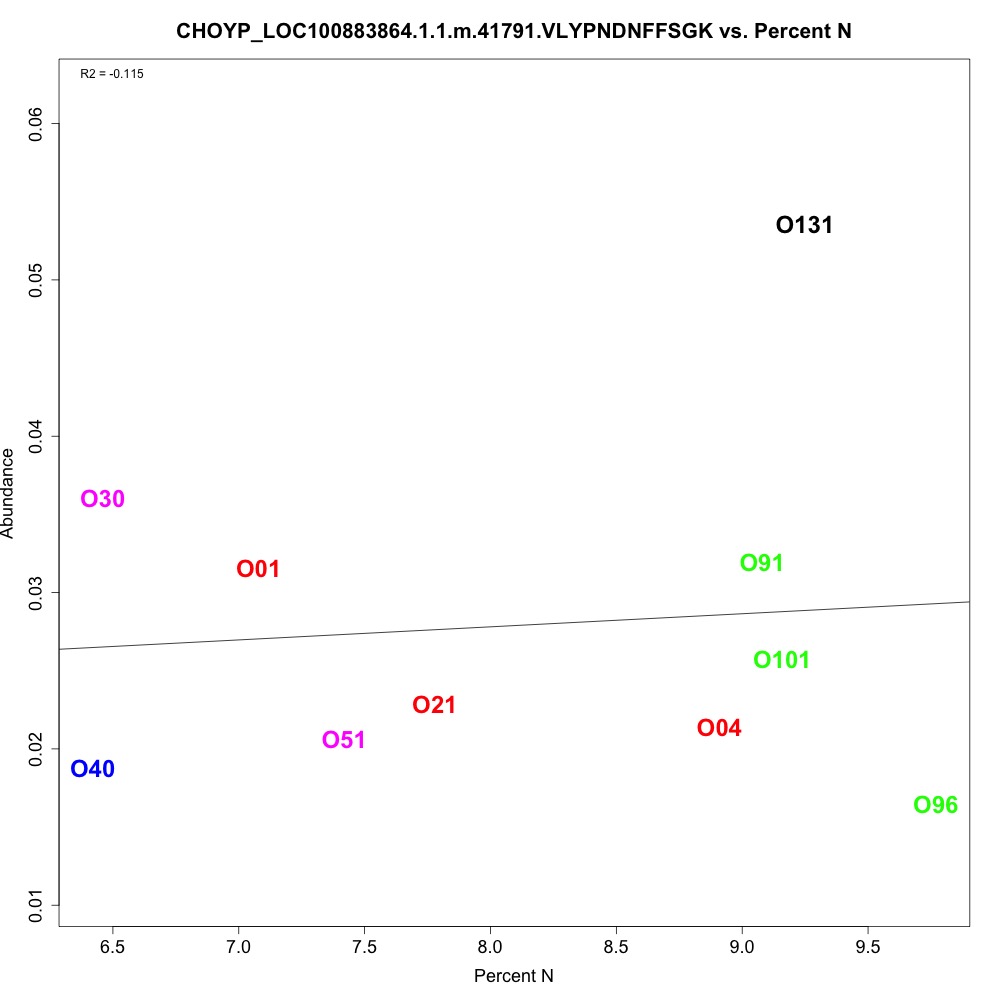 CHOYP_LOC100883864.1.1.m.41791.VLYPNDNFFSGK vs. Percent N
R2 = -0.115
0.06
O131
0.05
0.04
Abundance
O30
O01
O91
0.03
O101
O21
O04
O51
0.02
O40
O96
0.01
6.5 7.0 7.5 8.0 8.5 9.0 9.5
Percent N